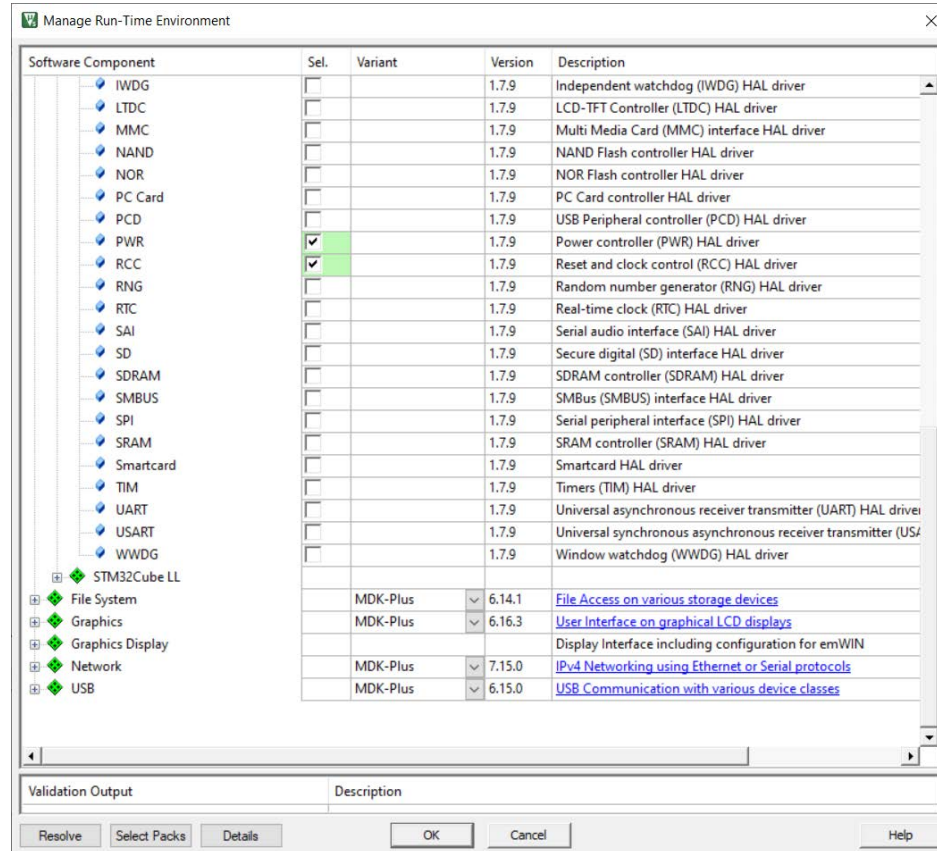 Manage Run-Time Environment
Software Component Sel. Variant Version Description
IWDG 1.7.9 Independent watchdog (IWDG) HAL driver
LTDC 1.7.9 LCD-TFT Controller (LTDC) HAL driver
MMC 1.7.9 Multi Media Card (MMC) interface HAL driver
NAND 1.7.9 NAND Flash controller HAL driver
NOR 1.7.9 NOR Flash controller HAL driver
PC Card 1.7.9 PC Card controller HAL driver
PCD 1.7.9 USB Peripheral controller (PCD) HAL driver
PWR 1.7.9 Power controller (PWR) HAL driver
RCC 1.7.9 Reset and clock control (RCC) HAL driver
RNG 1.7.9 Random number generator (RNG) HAL driver
RTC 1.7.9 Real-time clock (RTC) HAL driver
SAI 1.7.9 Serial audio interface (SAI) HAL driver
SD 1.7.9 Secure digital (SD) interface HAL driver
SDRAM 1.7.9 SDRAM controller (SDRAM) HAL driver
SMBUS 1.7.9 SMBus (SMBUS) interface HAL driver
SPI 1.7.9 Serial peripheral interface (SPI) HAL driver
SRAM 1.7.9 SRAM controller (SRAM) HAL driver
Smartcard 1.7.9 Smartcard HAL driver
TIM 1.7.9 Timers (TIM) HAL driver
UART 1.7.9 Universal asynchronous receiver transmitter (UART) HAL driver
USART 1.7.9 Universal synchronous asynchronous receiver transmitter (USA
WWDG 1.7.9 Window watchdog (WWDG) HAL driver
STM32Cube LL
File System MDK-Plus 6.14.1 File Access on various storage devices
Graphics MDK-Plus 6.16.3 User Interface on graphical LCD displays
Graphics Display Display Interface including configuration for emWIN
Network MDK-Plus 7.15.0 IPv4 Networking using Ethernet or Serial protocols
USB MDK-Plus 6.15.0 USB Communication with various device classes
Validation Output Description
Resolve Select Packs Details OK Cancel Help